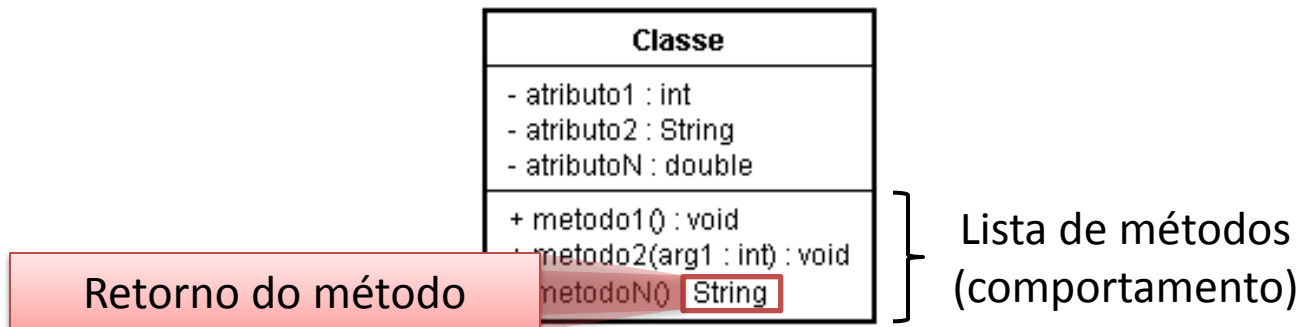 Classe
- atributo1 : int
- atributo2 : String
- atributoN : double
+ metodo1() : void
+ metodo2(arg1 : int) : void
metodoN() String
Lista de métodos
(comportamento)
Retorno do método